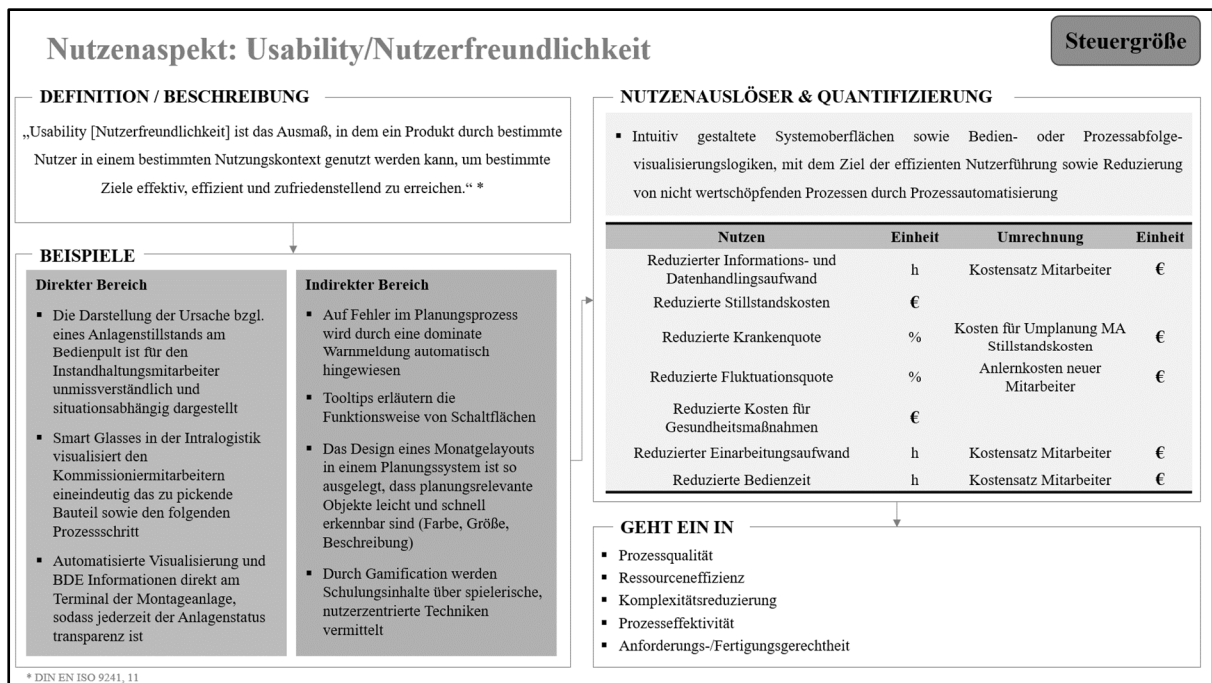 Nutzenaspekt: Usability/Nutzerfreundlichkeit
Steuergröße
DEFINITION / BESCHREIBUNG
„Usability [Nutzerfreundlichkeit] ist das Ausmaß, in dem ein Produkt durch bestimmte
Nutzer in einem bestimmten Nutzungskontext genutzt werden kann, um bestimmte
Ziele effektiv, effizient und zufriedenstellend zu erreichen.“ *
BEISPIELE
Direkter Bereich
▪ Die Darstellung der Ursache bzgl.
eines Anlagenstillstands am
Bedienpult ist für den
Instandhaltungsmitarbeiter
unmissverständlich und
situationsabhängig dargestellt
▪ Smart Glasses in der Intralogistik
visualisiert den
Kommissioniermitarbeitern
eineindeutig das zu pickende
Bauteil sowie den folgenden
Prozessschritt
▪ Automatisierte Visualisierung und
BDE Informationen direkt am
Terminal der Montageanlage,
sodass jederzeit der Anlagenstatus
transparenz ist
Indirekter Bereich
▪ Auf Fehler im Planungsprozess
wird durch eine dominate
Warnmeldung automatisch
hingewiesen
▪ Tooltips erläutern die
Funktionsweise von Schaltflächen
▪ Das Design eines Monatgelayouts
in einem Planungssystem ist so
ausgelegt, dass planungsrelevante
Objekte leicht und schnell
erkennbar sind (Farbe, Größe,
Beschreibung)
▪ Durch Gamification werden
Schulungsinhalte über spielerische,
nutzerzentrierte Techniken
vermittelt
NUTZENAUSLÖSER & QUANTIFIZIERUNG
▪ Intuitiv gestaltete Systemoberflächen sowie Bedien- oder Prozessabfolge-
visualisierungslogiken, mit dem Ziel der effizienten Nutzerführung sowie Reduzierung
von nicht wertschöpfenden Prozessen durch Prozessautomatisierung
Nutzen Einheit Umrechnung Einheit
Reduzierter Informations- und
Datenhandlingsaufwand h Kostensatz Mitarbeiter €
Reduzierte Stillstandskosten €
Reduzierte Krankenquote % Kosten für Umplanung MA
Stillstandskosten €
Reduzierte Fluktuationsquote % Anlernkosten neuer
Mitarbeiter €
Reduzierte Kosten für
Gesundheitsmaßnahmen €
Reduzierter Einarbeitungsaufwand h Kostensatz Mitarbeiter €
Reduzierte Bedienzeit h Kostensatz Mitarbeiter €
GEHT EIN IN
▪ Prozessqualität
▪ Ressourceneffizienz
▪ Komplexitätsreduzierung
▪ Prozesseffektivität
▪ Anforderungs-/Fertigungsgerechtheit
* DIN EN ISO 9241, 11